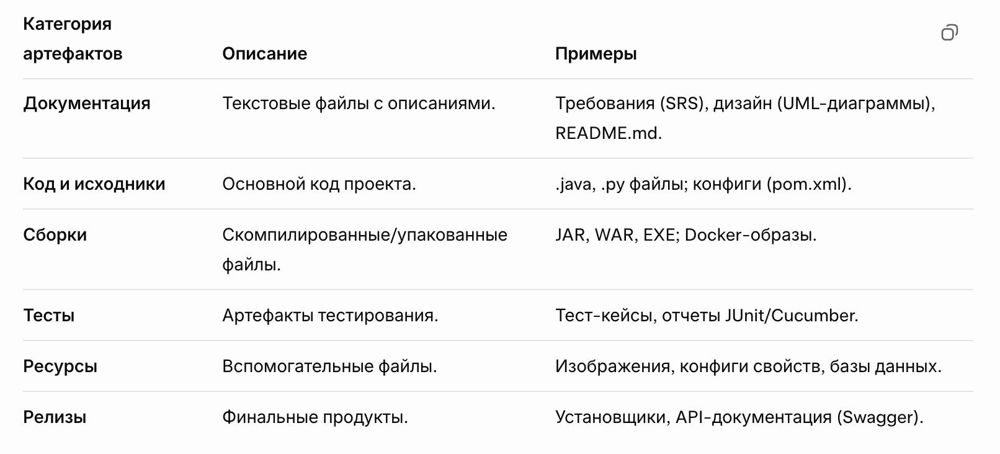 Категория
артефактов Описание Примеры
Документация Текстовые файлы с описаниями. Требования (SRS), дизайн (UML-диаграммы),
README.md.
Код и исходники Основной код проекта. .java, .py файлы; конфиги (pom.xml).
Сборки Скомпилированные/упакованные JAR, WAR, EXE; Docker-образы.
файлы.
Тесты Артефакты тестирования. Тест-кейсы, отчеты JUnit/Cucumber.
Ресурсы Вспомогательные файлы. Изображения, конфиги свойств, базы данных.
Релизы Финальные продукты. Установщики, API-документация (Swagger).